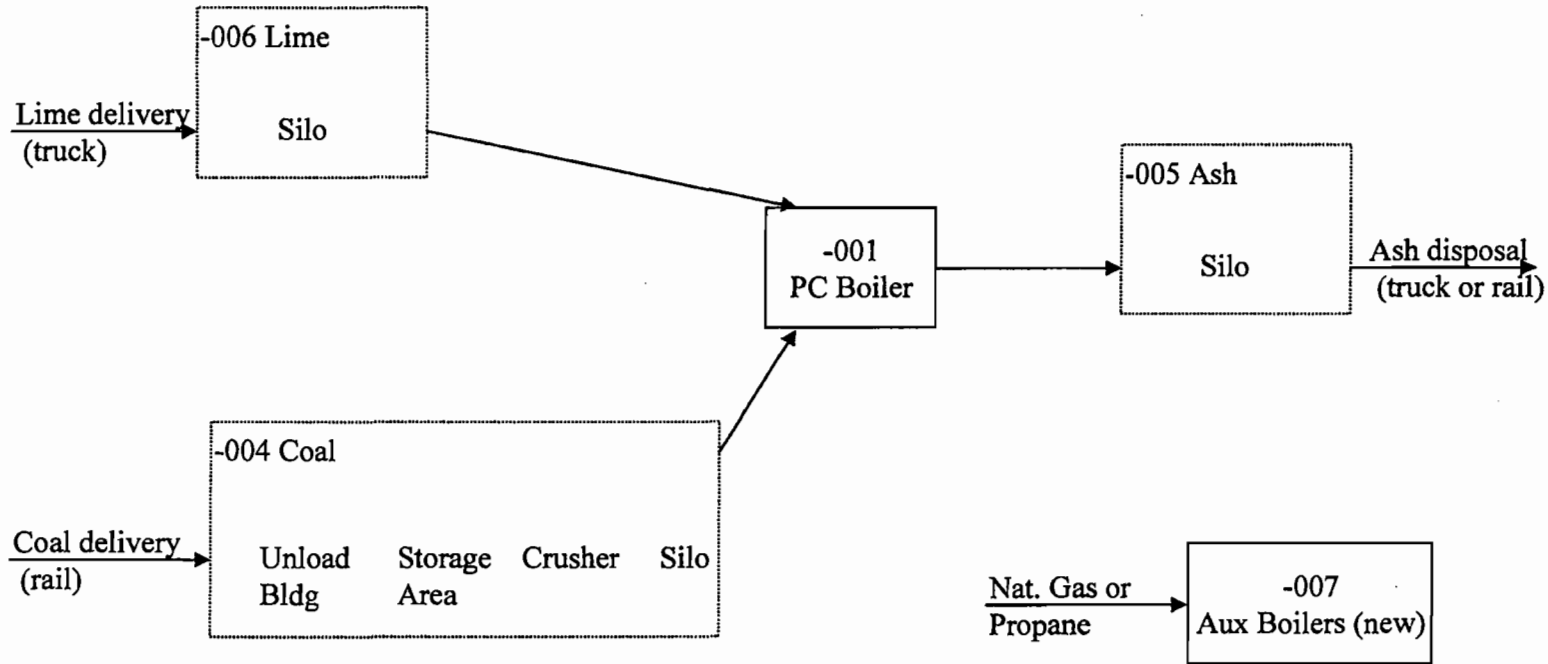 -006 Lime
Lime delivery
(truck)
Silo
-005 Ash
Silo
-001
PC Boiler
Ash disposal
(truck or rail)
-004 Coal
Coal delivery
(rail)
Unload Storage Crusher Silo
Bldg Area
Nat. Gas or
Propane
-007
Aux Boilers (new)